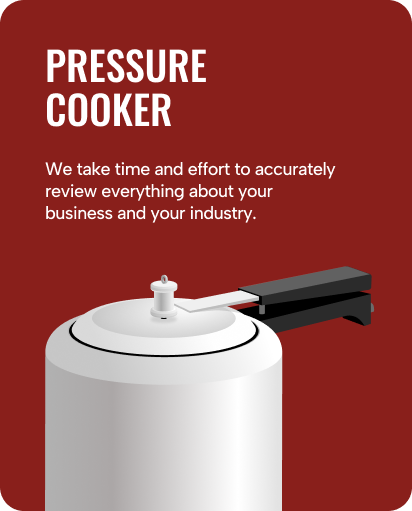 PRESSURE
COOKER
We take time and effort to accurately
review everything about your
business and your industry.